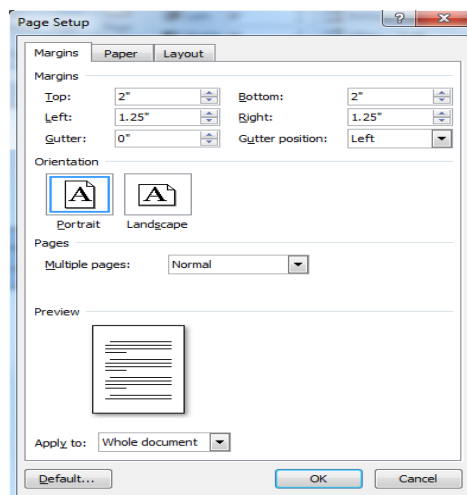 Page Setup
Margins Paper Layout
Margins
Top: 2" Bottom: 2"
Left: 1.25" Right: 1.25"
Gutter: 0" Gutter position: Left
Orientation
A A
Portrait Landscape
Pages
Multiple pages: Normal
Preview
Apply to: Whole document
Default... OK Cancel